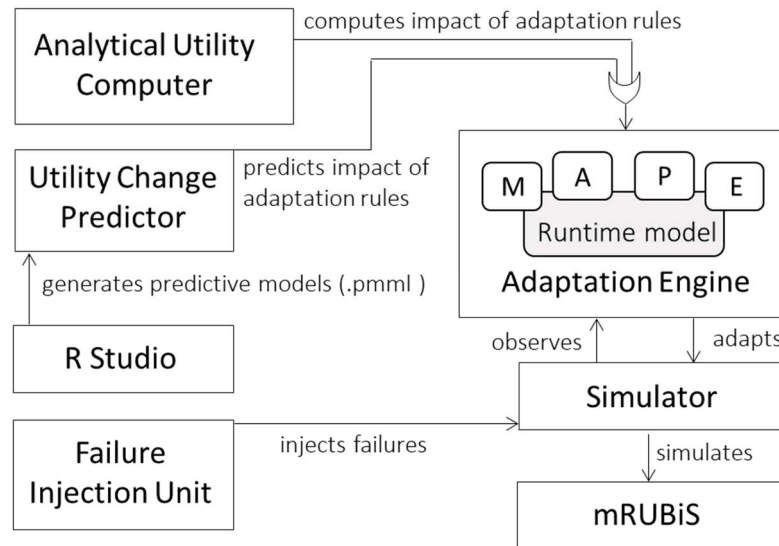 Analytical Utility
Computer
computes impact of adaptation rules
Utility Change
Predictor
predicts impact of
adaptation rules
M
A
P
E
Runtime model
Adaptation Engine
generates predictive models (.pmml )
R Studio
observes
adapts
Simulator
Failure
Injection Unit
injects failures
simulates
mRUBiS